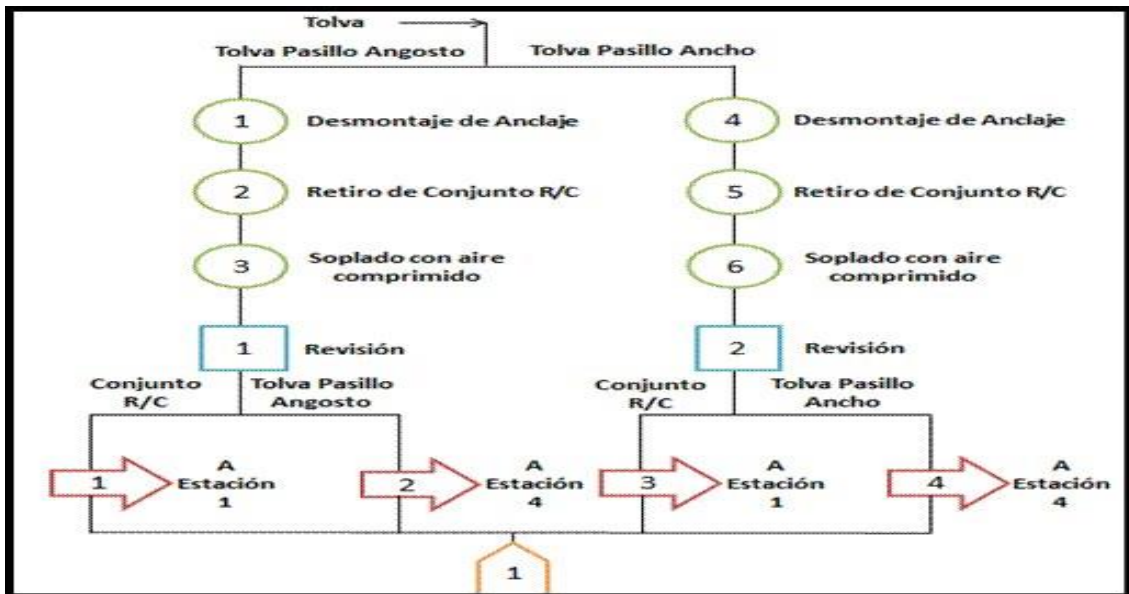 Tolva
Tolva Pasillo Angosto
Tolva Pasillo Ancho
1
Desmontaje de Anclaje
4
Desmontaje de Anclaje
2
Retiro de Conjunto R/C
5
Retiro de Conjunto R/C
3
Soplado con aire
comprimido
6
Soplado con aire
comprimido
1
Revisión
2
Revisión
Conjunto
R/C
Tolva Pasillo
Angosto
Conjunto
R/C
Tolva Pasillo
Ancho
1
A
Estación
1
2
A
Estación
4
3
A
Estación
1
4
A
Estación
4
1